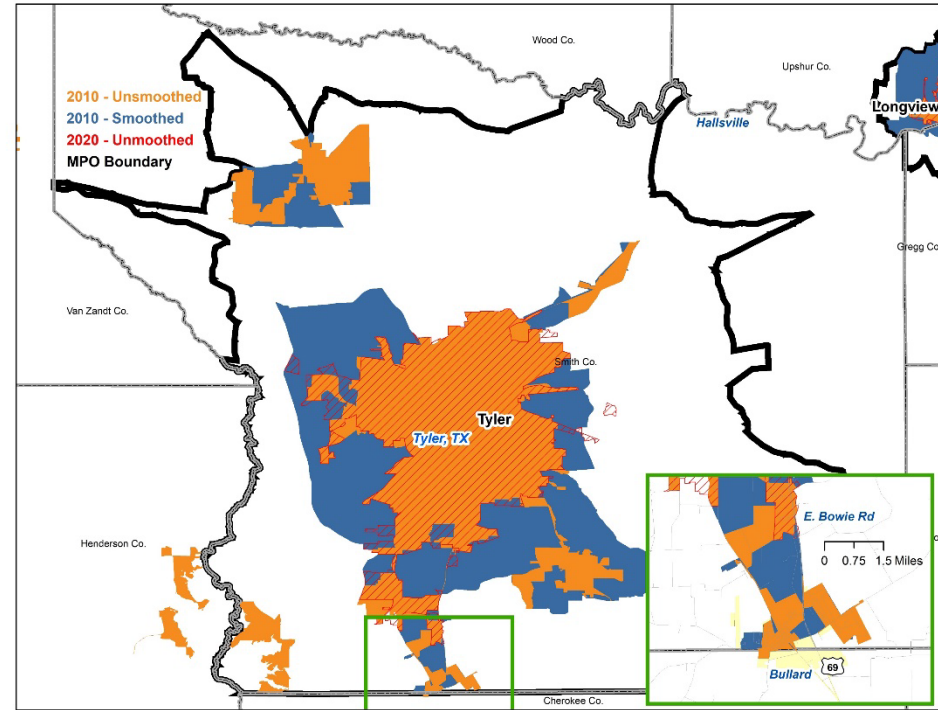 Wood Co.
Upshur Co.
2010 - Unsmoothed
2010 - Smoothed
2020 - Unmoothed
MPO Boundary
Longview
Hallsville
Gregg Co
Van Zandt Co.
Smith Co.
Tyler
Tyler, TX
Henderson Co.
E. Bowie Rd
0 0.75 1.5 Miles
69
Bullard
Cherokee Co.